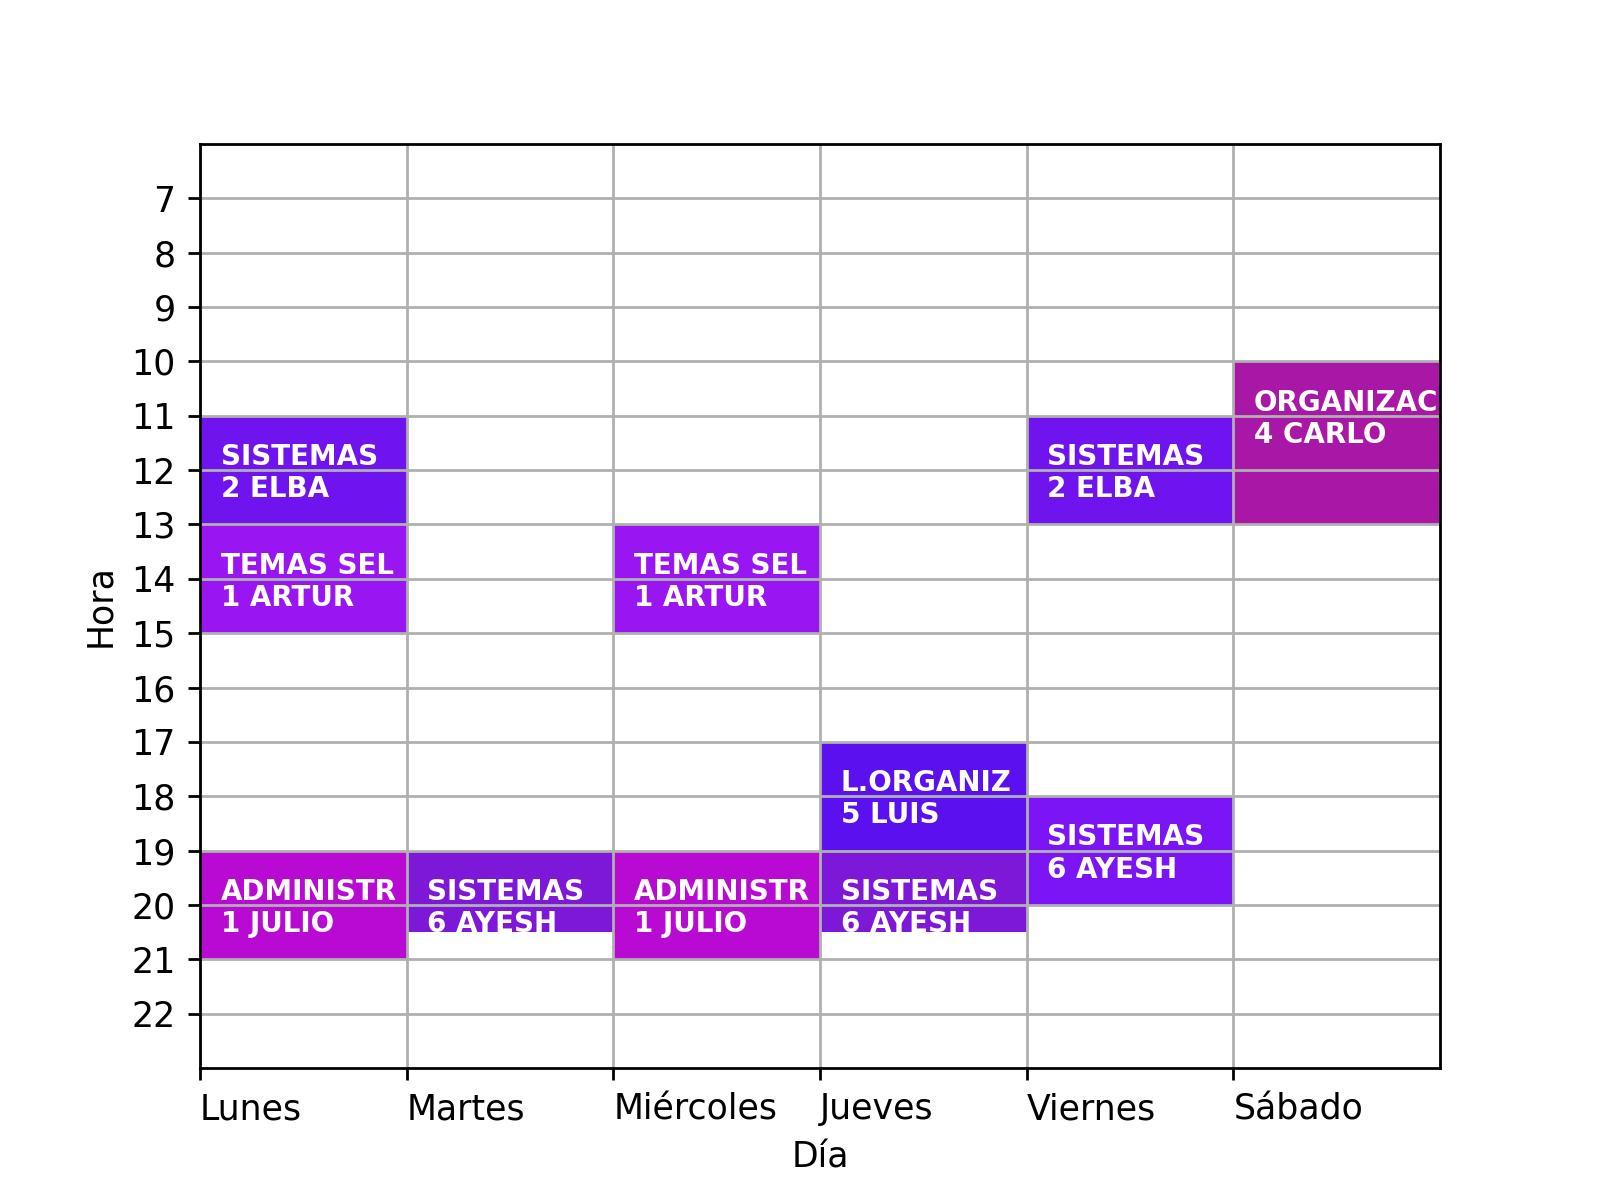 7
8
9
10
ORGANIZAC
4 CARLO
11
SISTEMAS
2 ELBA
SISTEMAS
2 ELBA
12
13
TEMAS SEL
1 ARTUR
TEMAS SEL
1 ARTUR
14
15
16
17
L.ORGANIZ
5 LUIS
18
SISTEMAS
6 AYESH
19
ADMINISTR
1 JULIO
SISTEMAS
6 AYESH
ADMINISTR
1 JULIO
SISTEMAS
6 AYESH
20
21
22
Hora
Lunes
Martes
Miércoles
Jueves
Viernes
Sábado
Día